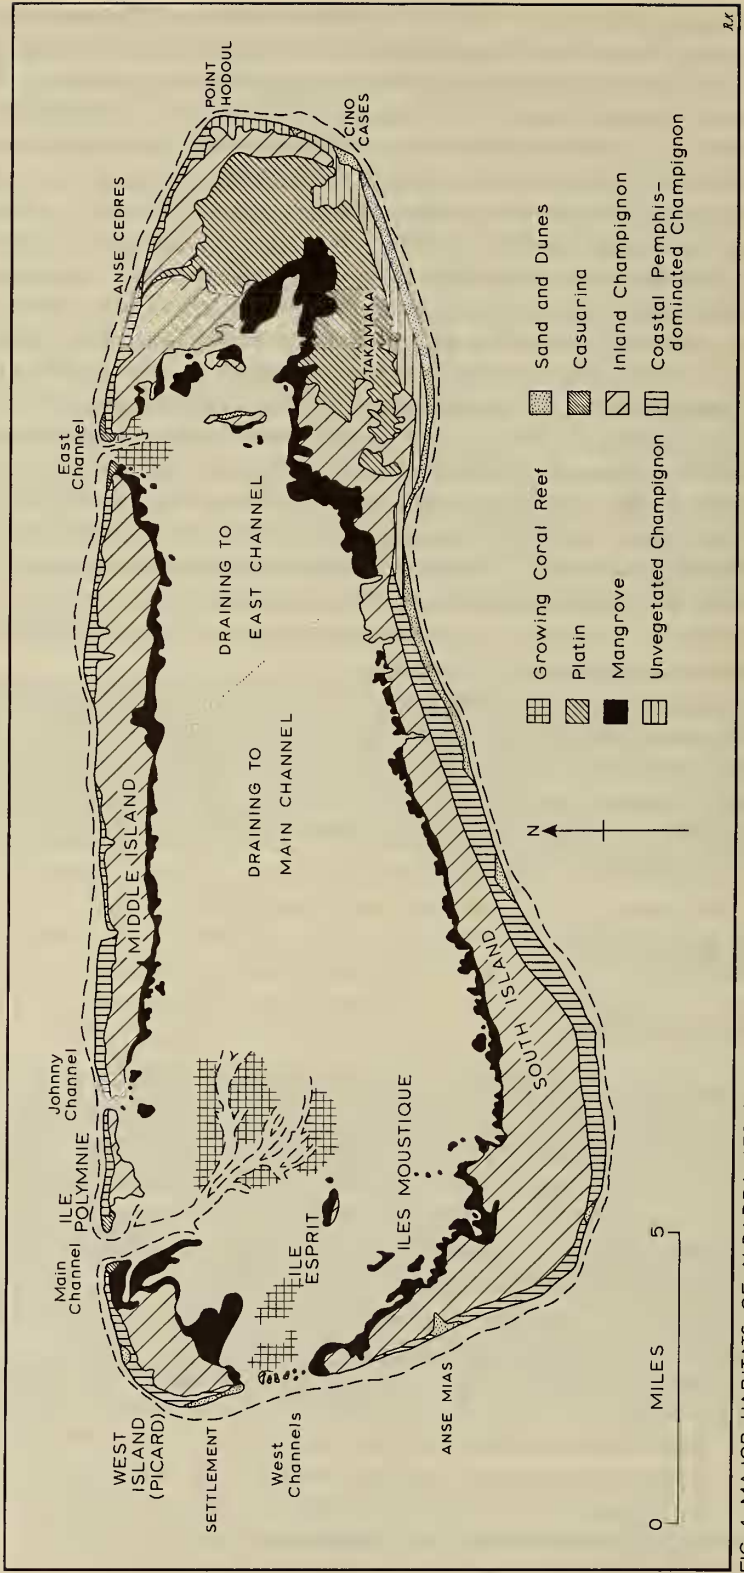 POINT
HODOUL
ANSE CEDRES
CINO
CASES
East
Channel
TAKAMAKA
DRAINING TO
EAST CHANNEL
DRAINING TO
MAIN CHANNEL
MIDDLE ISLAND
Johnny
Channel
ILE
POLYMNIE
Main
Channel
WEST
ISLAND
(PICARD)
SETTLEMENT
West
Channels
ILE
ESPRIT
ILES MOUSTIQUE
SOUTH ISLAND
ANSE MIAS
N
0 5
MILES
Growing Coral Reef
Platin
Mangrove
Unvegetated Champignon
Sand and Dunes
Casuarina
Inland Champignon
Coastal Pemphis-
dominated Champignon
R.K